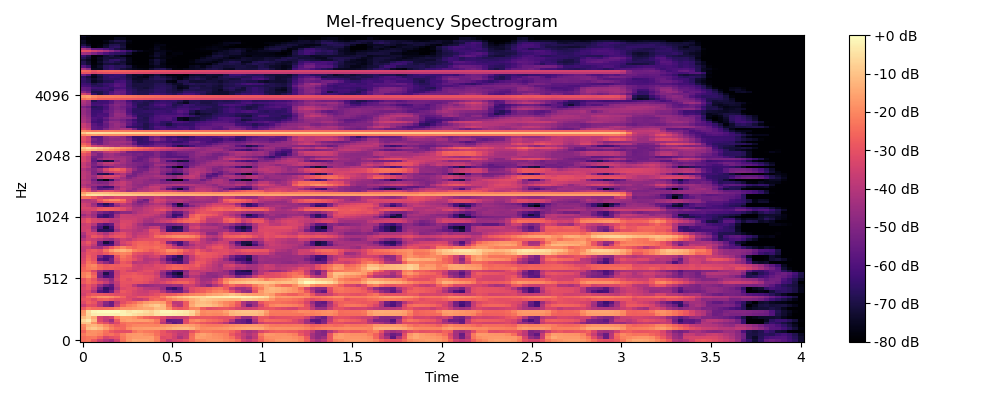 Mel-frequency Spectrogram
Hz
4096
2048
1024
512
0
0 0.5 1 1.5 2 2.5 3 3.5 4
Time
+0 dB
-10 dB
-20 dB
-30 dB
-40 dB
-50 dB
-60 dB
-70 dB
-80 dB